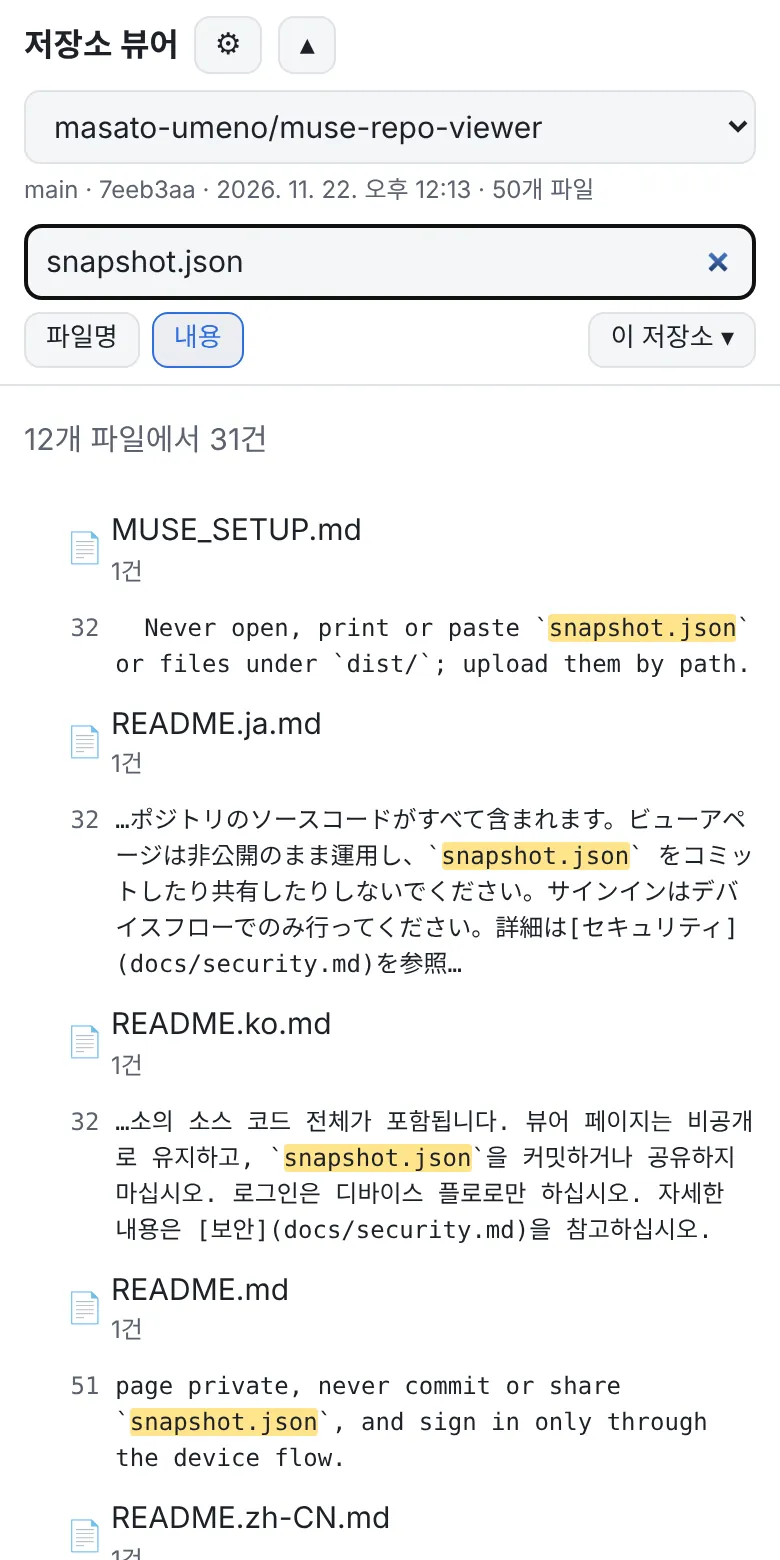 저장소 뷰어 ⚙ ▲
masato-umeno/muse-repo-viewer
main · 7eeb3aa · 2026. 11. 22. 오후 12:13 · 50개 파일
snapshot.json ×
파일명 내용 이 저장소 ▾
12개 파일에서 31건
MUSE_SETUP.md
1건
32 Never open, print or paste `snapshot.json`
or files under `dist/`; upload them by path.
README.ja.md
1건
32 …ポジトリのソースコードがすべて含まれます。ビューアペ
ージは非公開のまま運用し、`snapshot.json` をコミッ
トしたり共有したりしないでください。サインインはデバ
イスフローでのみ行ってください。詳細は[セキュリティ]
(docs/security.md)を参照…
README.ko.md
1건
32 …소의 소스 코드 전체가 포함됩니다. 뷰어 페이지는 비공개
로 유지하고, `snapshot.json`을 커밋하거나 공유하지
마십시오. 로그인은 디바이스 플로로만 하십시오. 자세한
내용은 [보안](docs/security.md)을 참고하십시오.
README.md
1건
51 page private, never commit or share
`snapshot.json`, and sign in only through
the device flow.
README.zh-CN.md
1건